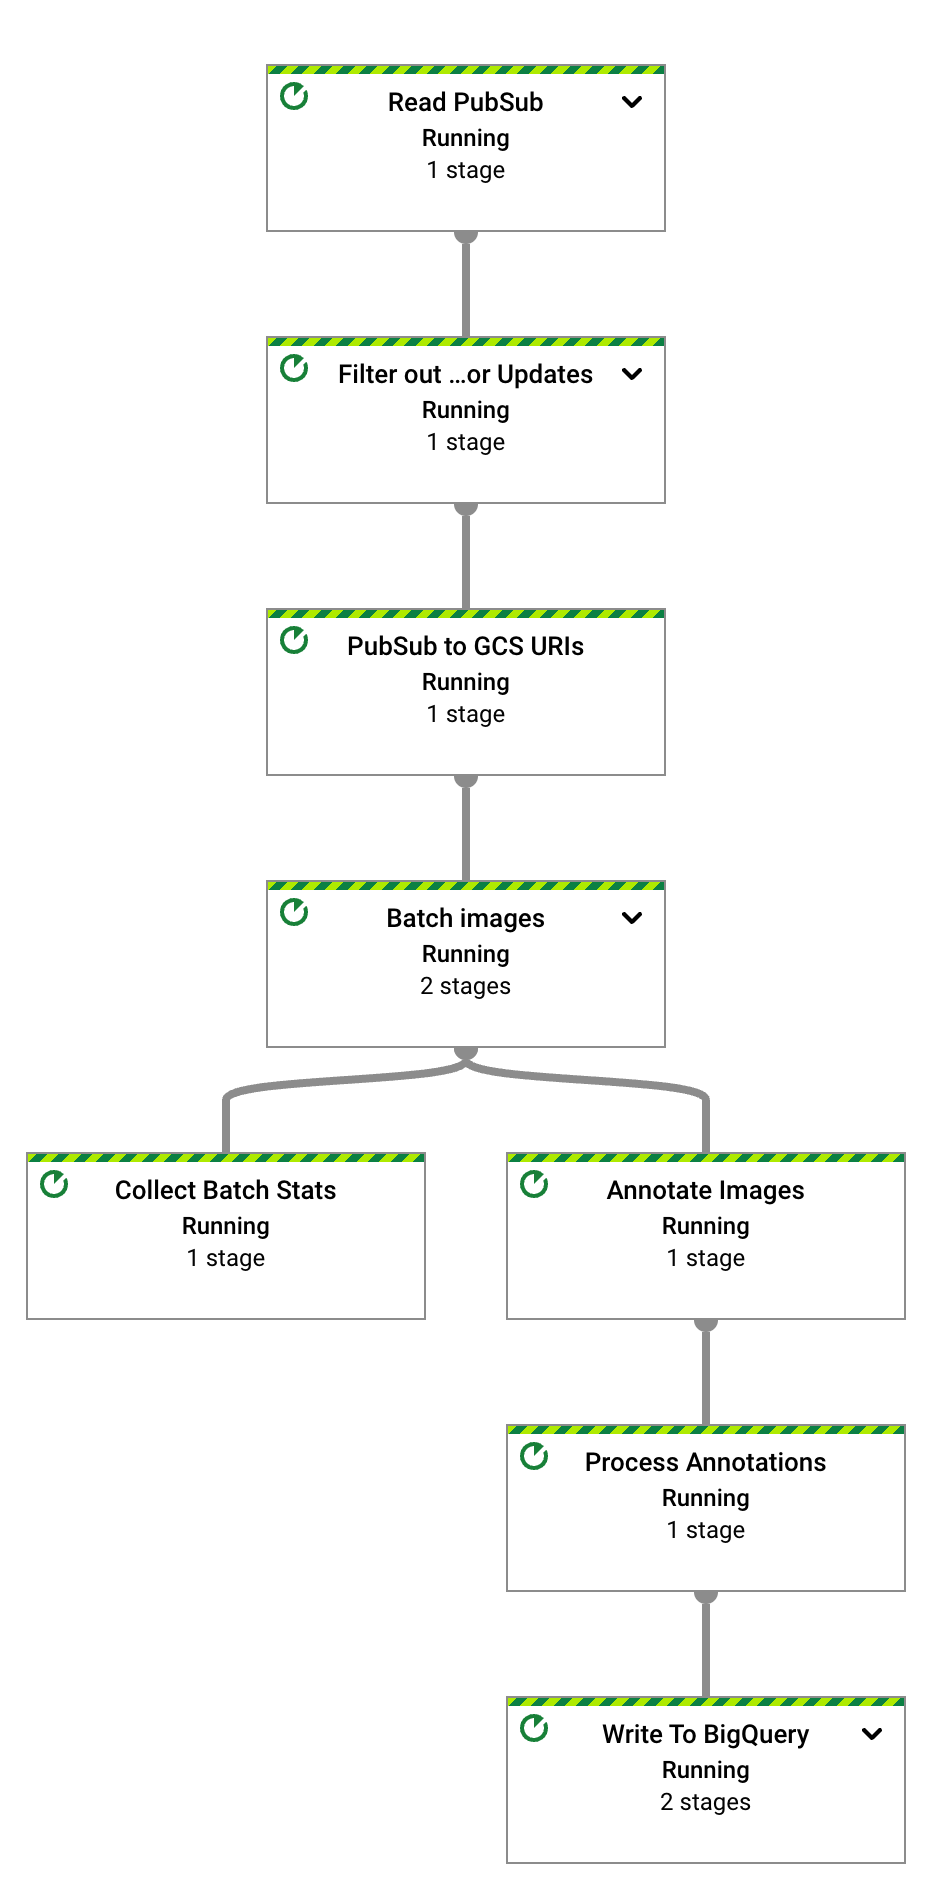 Read PubSub
Running
1 stage
Filter out ...or Updates
Running
1 stage
PubSub to GCS URIs
Running
1 stage
Batch images
Running
2 stages
Collect Batch Stats
Running
1 stage
Annotate Images
Running
1 stage
Process Annotations
Running
1 stage
Write To BigQuery
Running
2 stages